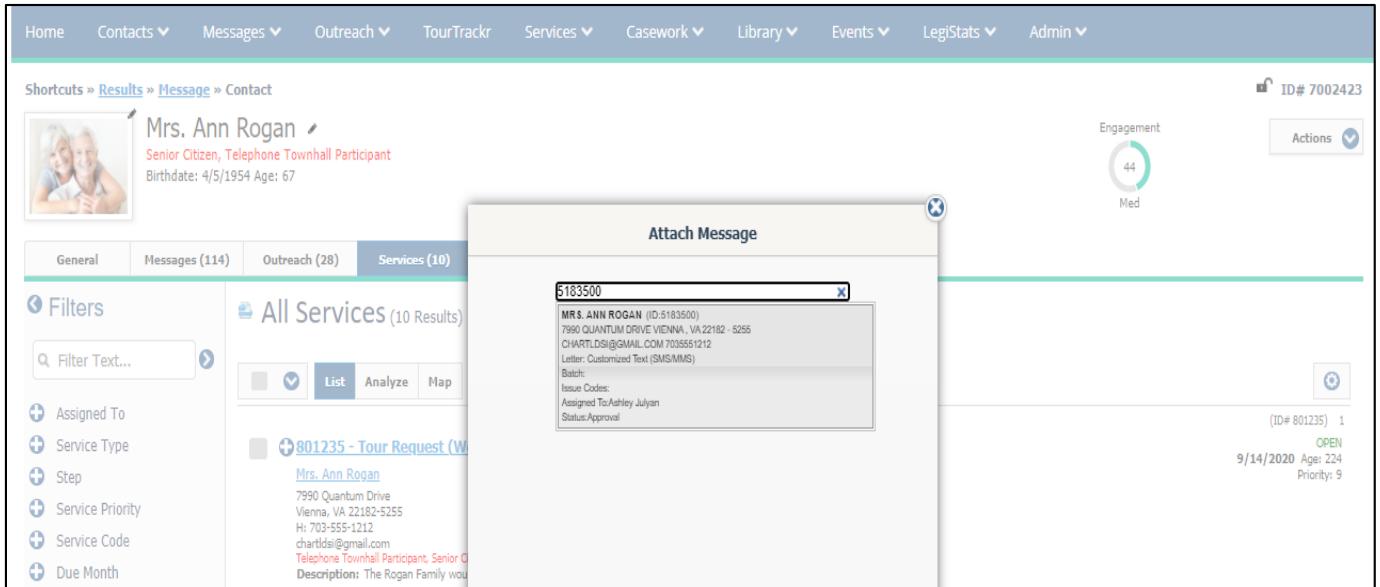 Home Contacts Messages Outreach TourTrackr Services Casework Library Events LegiStats Admin
Shortcuts » Results » Message » Contact
ID# 7002423
Mrs. Ann Rogan
Senior Citizen, Telephone Townhall Participant
Birthdate: 4/5/1954 Age: 67
Engagement
44
Med
Actions
General Messages (114) Outreach (28) Services (10)
Attach Message
5183500
MRS. ANN ROGAN (ID:5183500)
7990 QUANTUM DRIVE VIENNA , VA 22182 - 5255
CHARTLDSI@GMAIL.COM 7035551212
Letter: Customized Text (SMS/MMS)
Batch:
Issue Codes:
Assigned To:Ashley Julyan
Status:Approval
Filters
Filter Text...
Assigned To
Service Type
Step
Service Priority
Service Code
Due Month
All Services (10 Results)
List Analyze Map
801235 - Tour Request (W
Mrs. Ann Rogan
7990 Quantum Drive
Vienna, VA 22182-5255
H: 703-555-1212
chartldsi@gmail.com
Telephone Townhall Participant, Senior C
Description: The Rogan Family wou
(ID# 801235) 1
OPEN
9/14/2020 Age: 224
Priority: 9